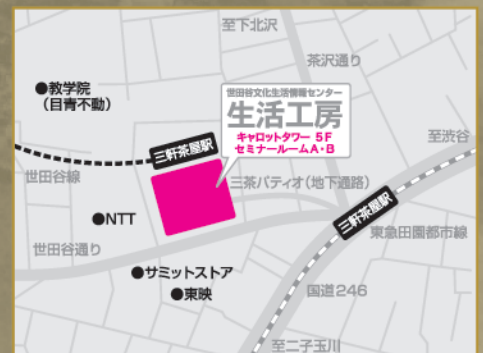 至下北沢
茶沢通り
●教学院
(目青不動)
世田谷文化生活情報センター
生活工房
キャロットタワー 5F
セミナールームA・B
至渋谷
三軒茶屋駅
世田谷線
三茶パティオ(地下通路)
三軒茶屋駅
●NTT
東急田園都市線
世田谷通り
●サミットストア
●東映
国道246
至二子玉川